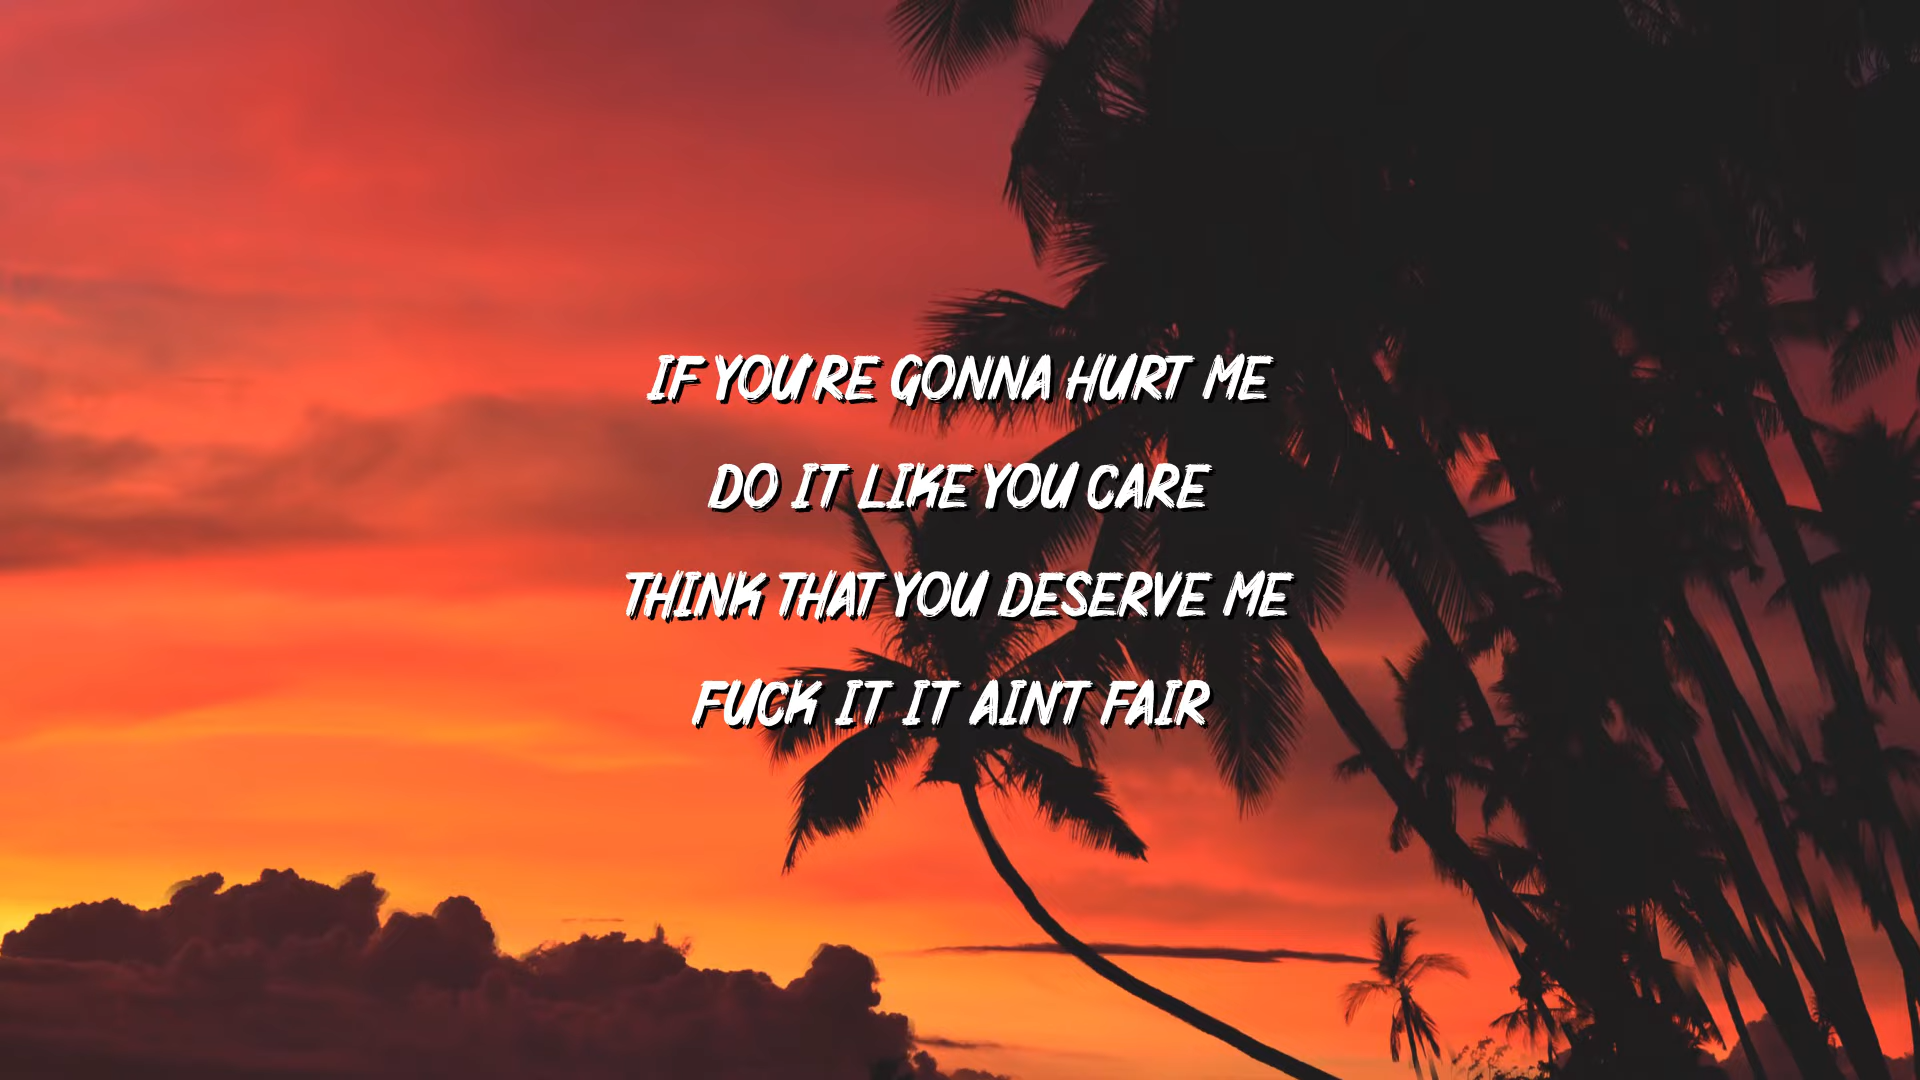 IF YOU'RE GONNA HURT ME
DO IT LIKE YOU CARE
THINK THAT YOU DESERVE ME
FUCK IT IT AINT FAIR